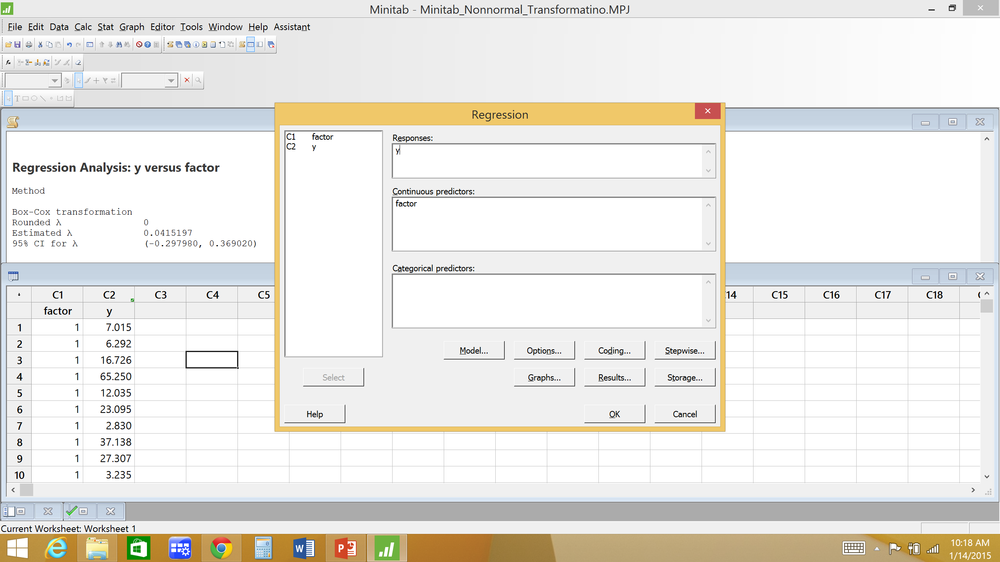 Minitab - Minitab_Nonnormal_Transformatino.MPJ
File Edit Data Calc Stat Graph Editor Tools Window Help Assistant
Regression
C1 factor
C2 y
Responses:
y
Continuous predictors:
factor
Categorical predictors:
Model... Options... Coding... Stepwise...
Select Graphs... Results... Storage...
Help OK Cancel
Regression Analysis: y versus factor
Method
Box-Cox transformation
Rounded λ 0
Estimated λ 0.0415197
95% CI for λ (-0.297980, 0.369020)
C1 C2 C3 C4 C5 C15 C16 C17 C18
factor y
1 1 7.015
2 1 6.292
3 1 16.726
4 1 65.250
5 1 12.035
6 1 23.095
7 1 2.830
8 1 37.138
9 1 27.307
10 1 3.235
Current Worksheet: Worksheet 1
10:18 AM
1/14/2015